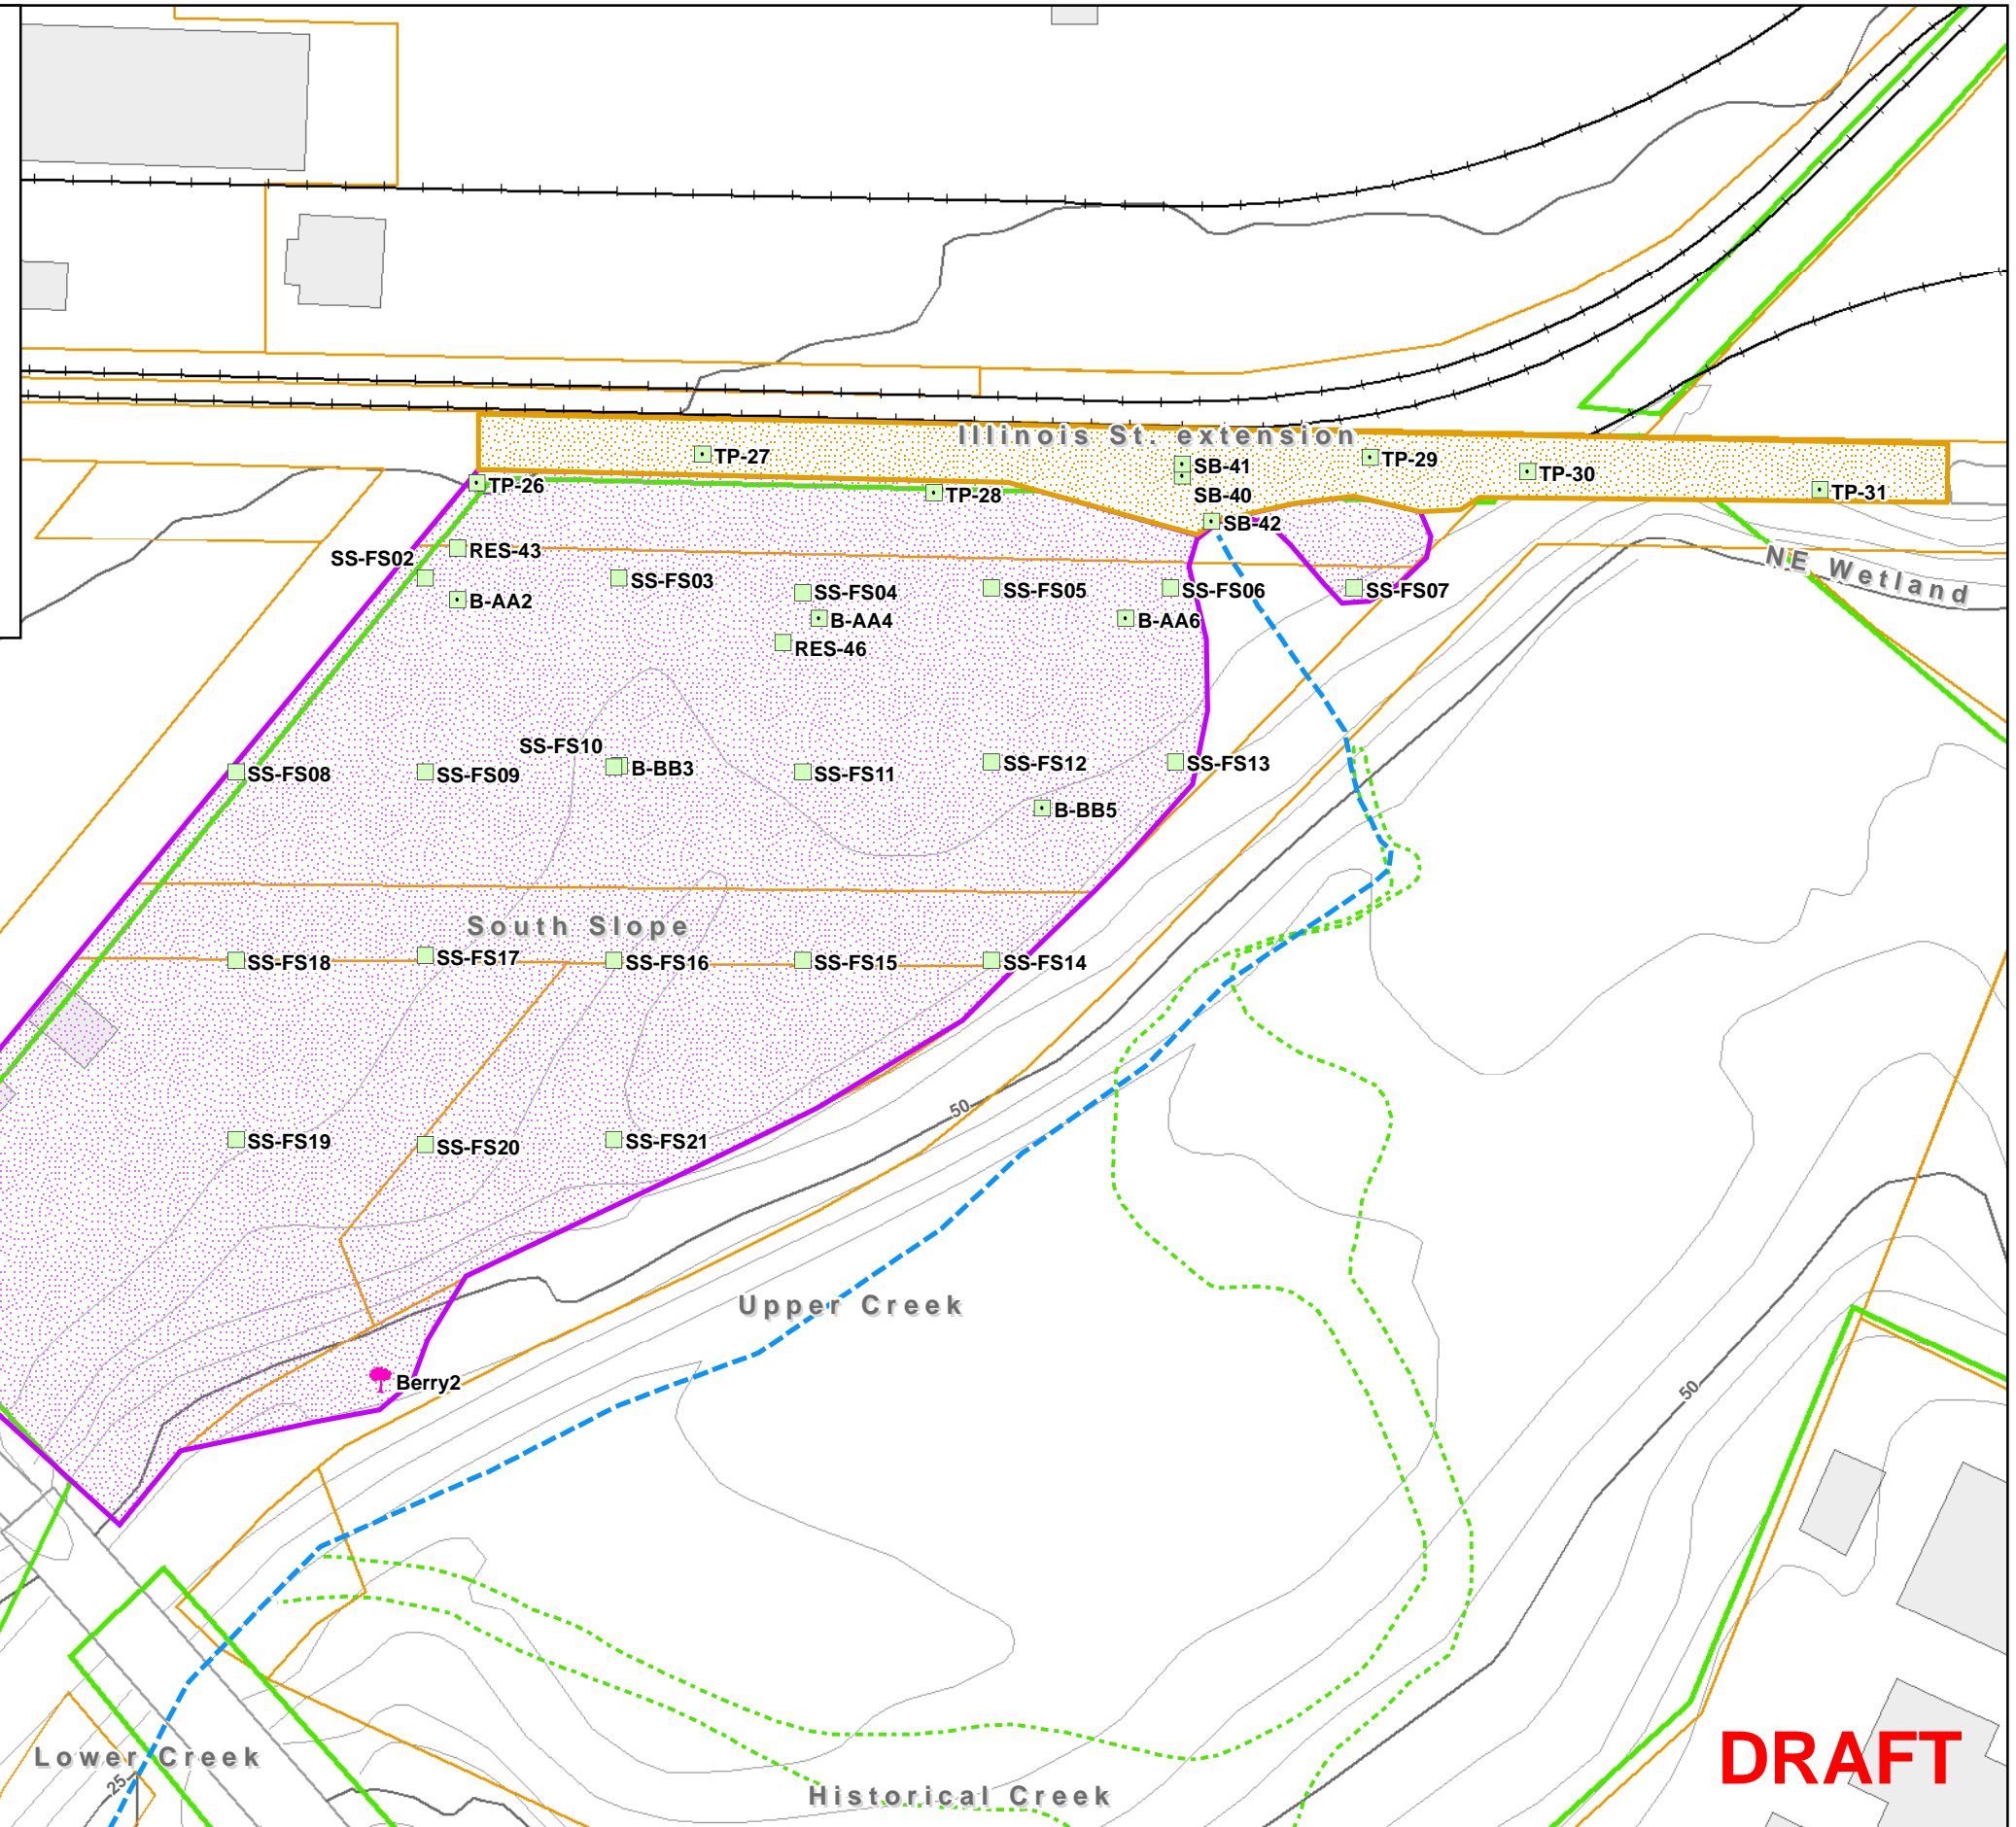 Illinois St. extension
TP-27
SB-41
TP-29
TP-30
TP-26
TP-28
SB-40
TP-31
SB-42
SS-FS02
RES-43
SS-FS03
SS-FS04
SS-FS05
SS-FS06
SS-FS07
NE Wetland
B-AA2
B-AA4
B-AA6
RES-46
SS-FS10
SS-FS08
SS-FS09
B-BB3
SS-FS11
SS-FS12
SS-FS13
B-BB5
South Slope
SS-FS18
SS-FS17
SS-FS16
SS-FS15
SS-FS14
50
SS-FS19
SS-FS20
SS-FS21
Upper Creek
Berry2
50
Lower Creek
25
Historical Creek
DRAFT